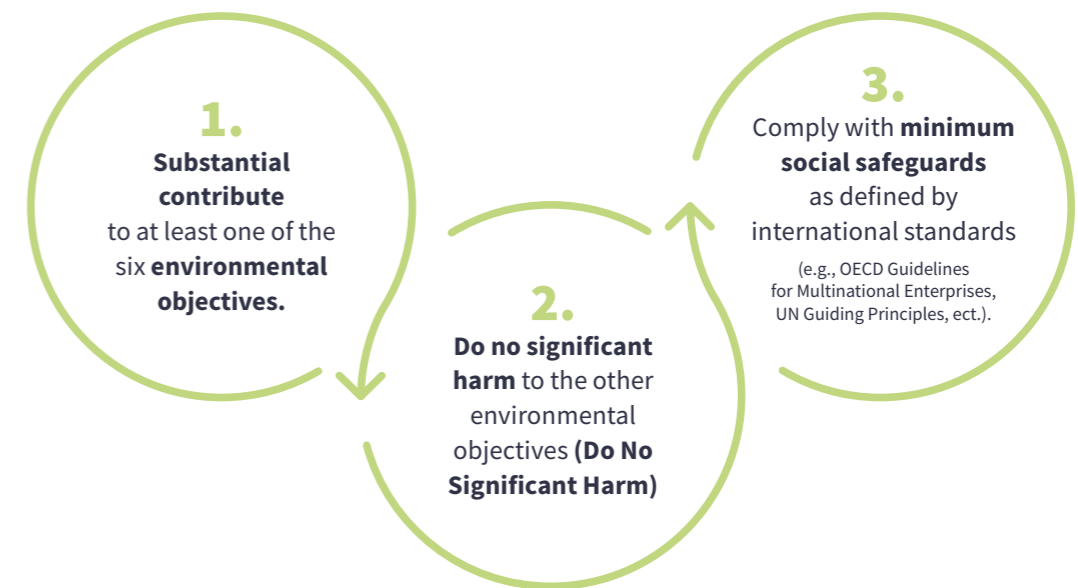 1.
Substantial
contribute
to at least one of the
six environmental
objectives.
2.
Do no significant
harm to the other
environmental
objectives (Do No
Significant Harm)
3.
Comply with minimum
social safeguards
as defined by
international standards
(e.g., OECD Guidelines
for Multinational Enterprises,
UN Guiding Principles, ect.).